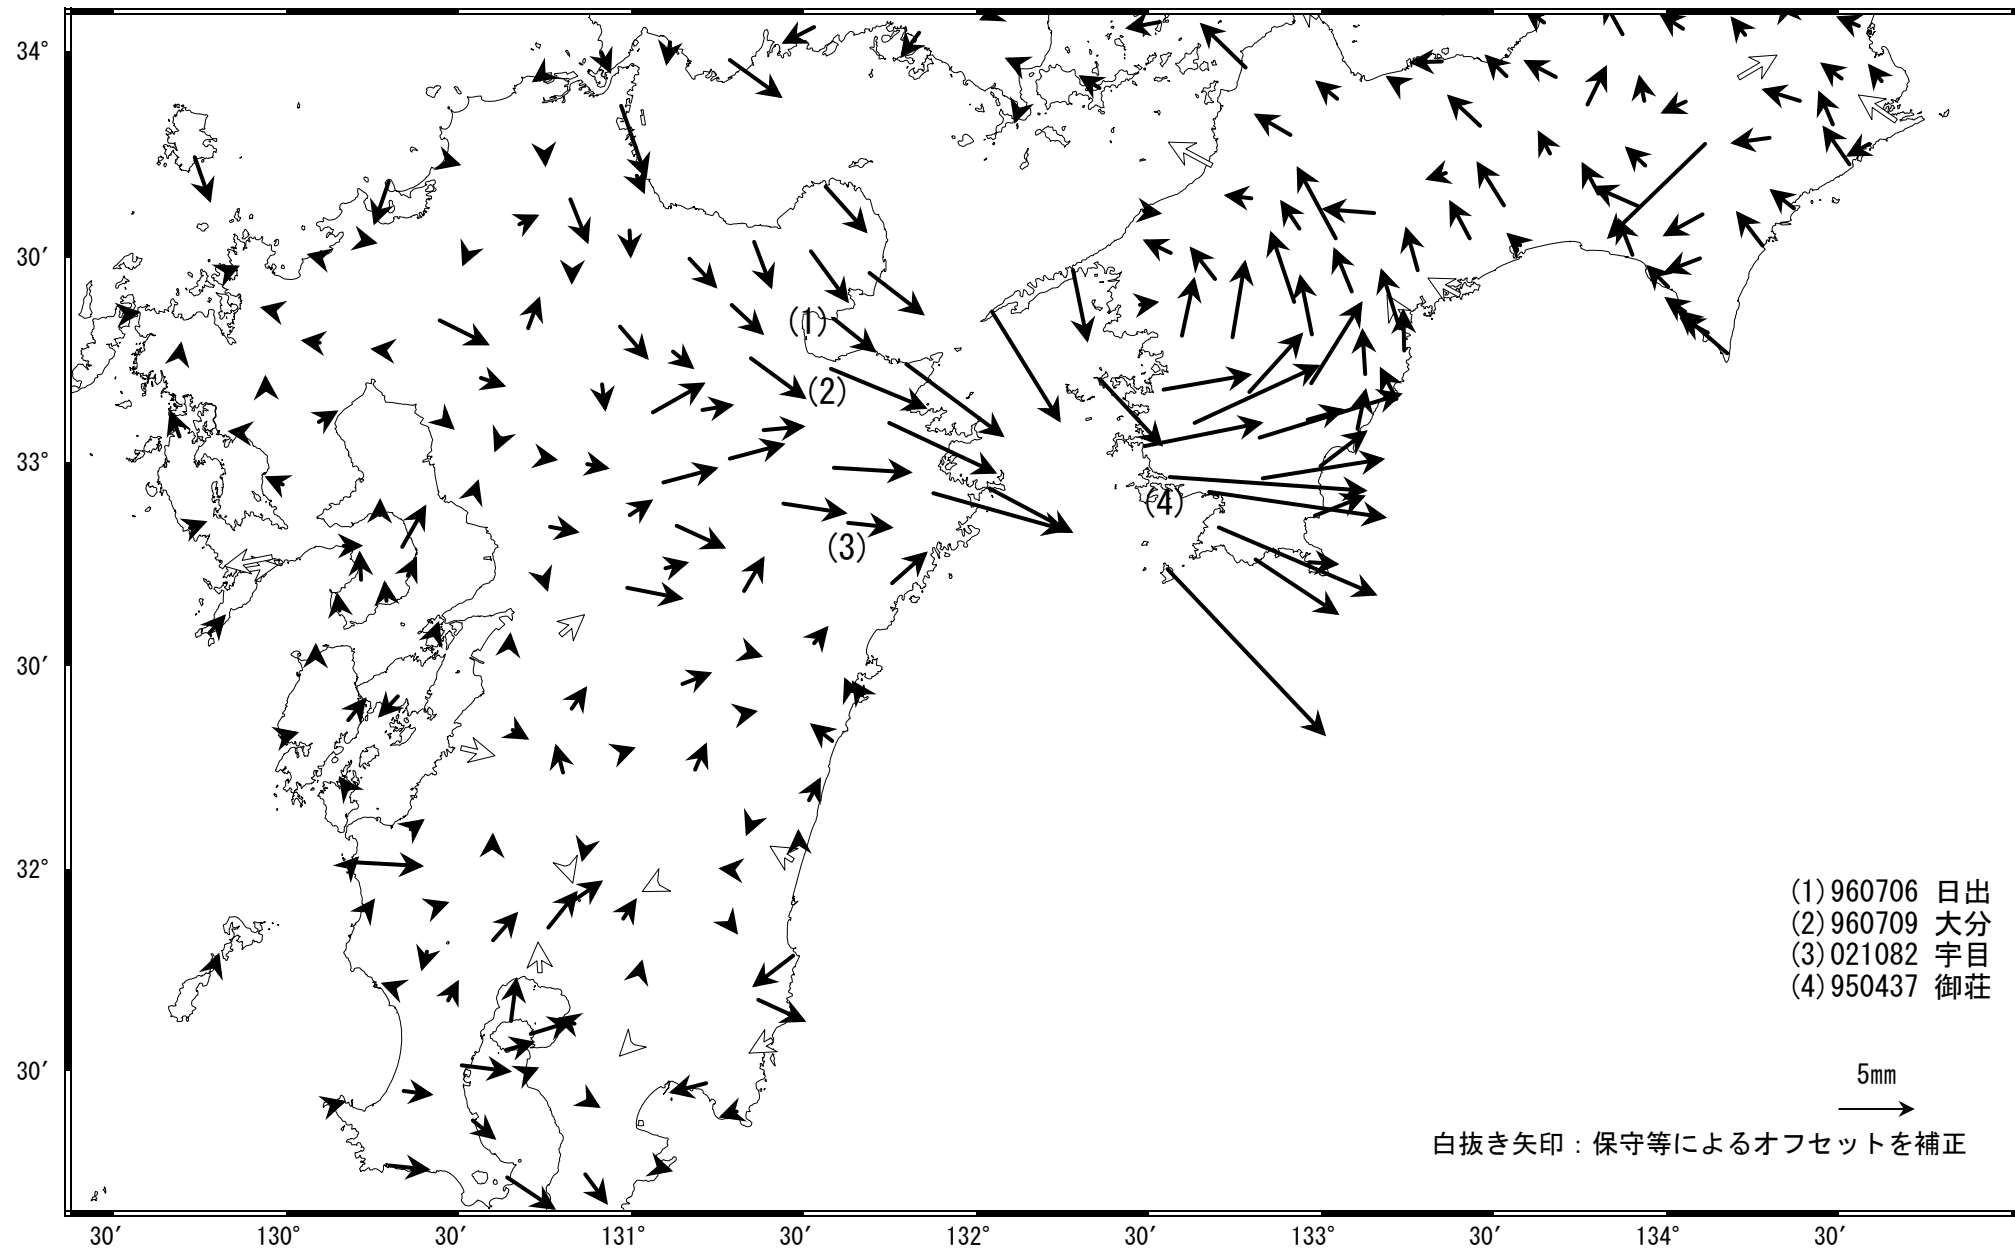 34°
30′
(1)
(2)
33°
(4)
(3)
30′
32°
(1)960706 日出
(2)960709 大分
(3)021082 宇目
(4)950437 御荘
30′
5mm
白抜き矢印：保守等によるオフセットを補正
30′ 130° 30′ 131° 30′ 132° 30′ 133° 30′ 134° 30′